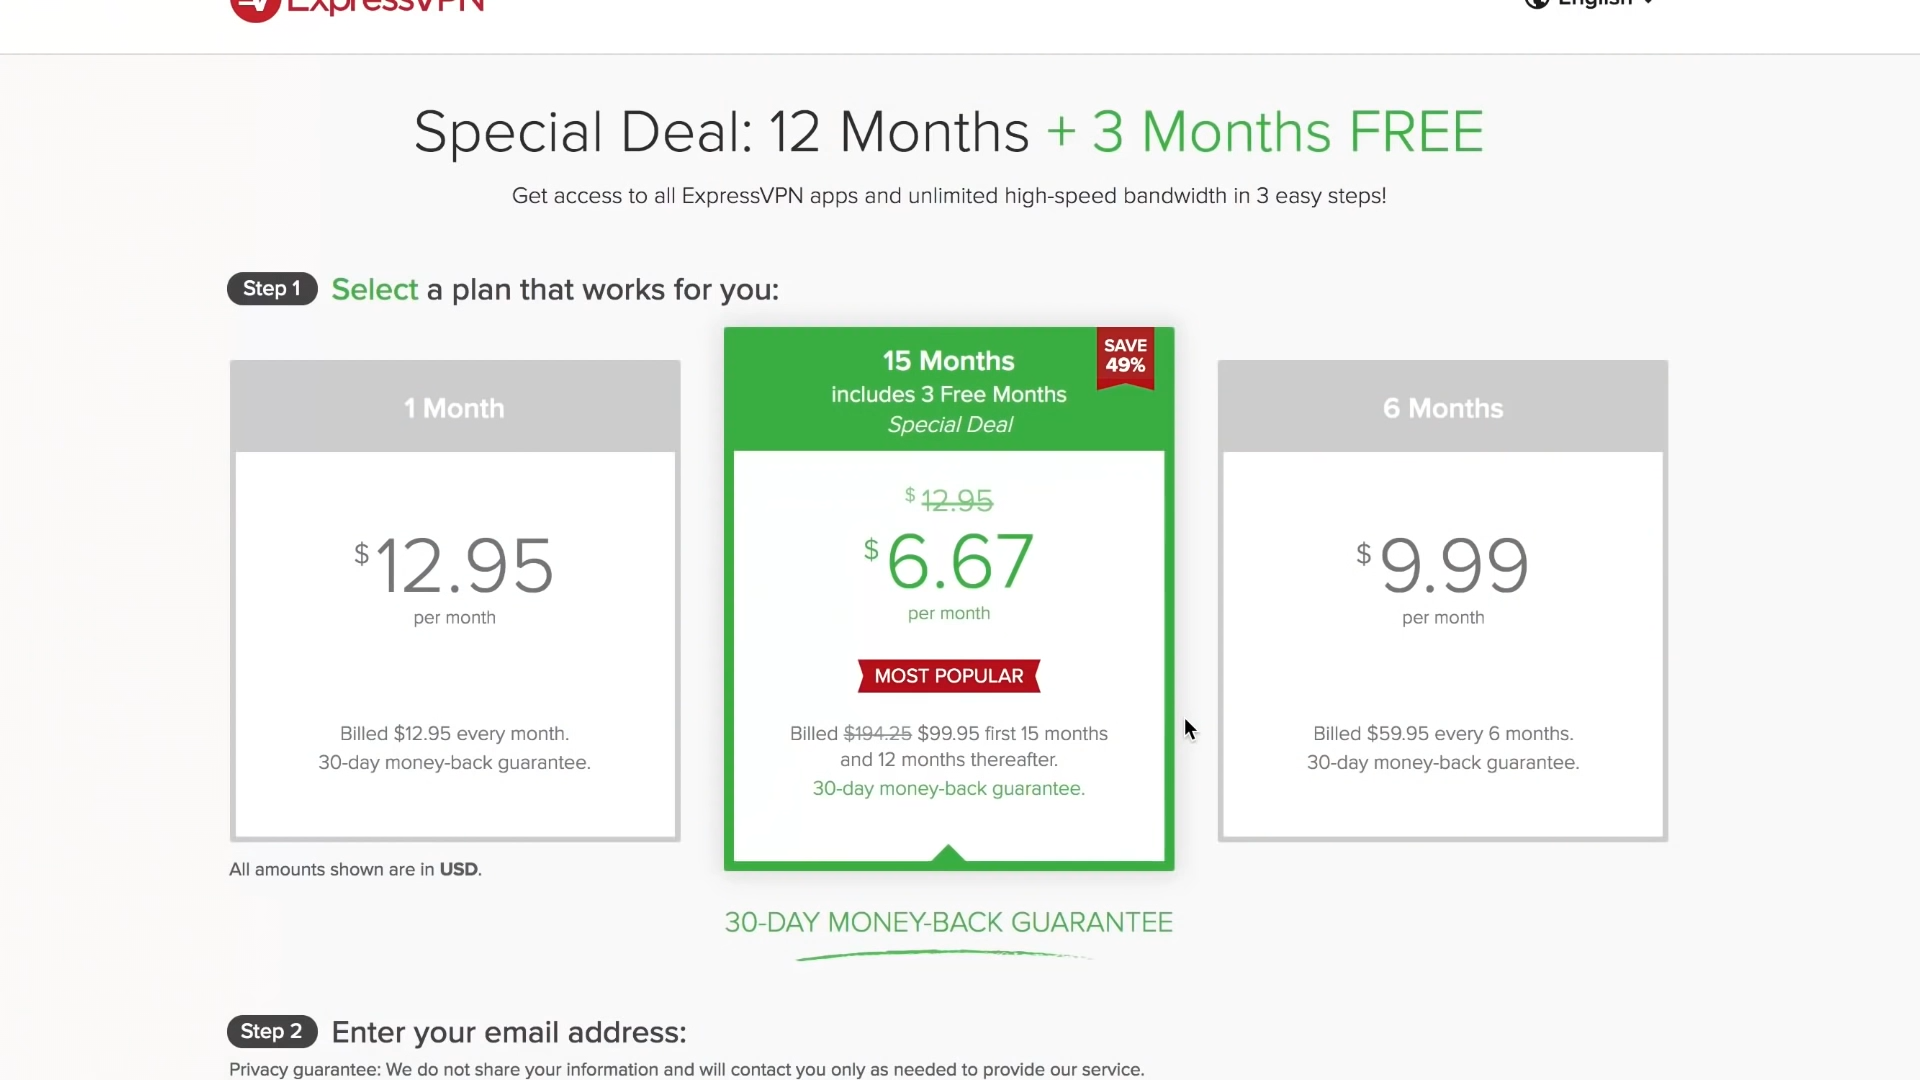 ExpressVPN
English
Special Deal: 12 Months + 3 Months FREE
Get access to all ExpressVPN apps and unlimited high-speed bandwidth in 3 easy steps!
Step 1 Select a plan that works for you:
1 Month
$12.95
per month
Billed $12.95 every month.
30-day money-back guarantee.
15 Months
includes 3 Free Months
Special Deal
SAVE
49%
$12.95
$6.67
per month
MOST POPULAR
Billed $194.25 $99.95 first 15 months
and 12 months thereafter.
30-day money-back guarantee.
6 Months
$9.99
per month
Billed $59.95 every 6 months.
30-day money-back guarantee.
All amounts shown are in USD.
30-DAY MONEY-BACK GUARANTEE
Step 2 Enter your email address:
Privacy guarantee: We do not share your information and will contact you only as needed to provide our service.